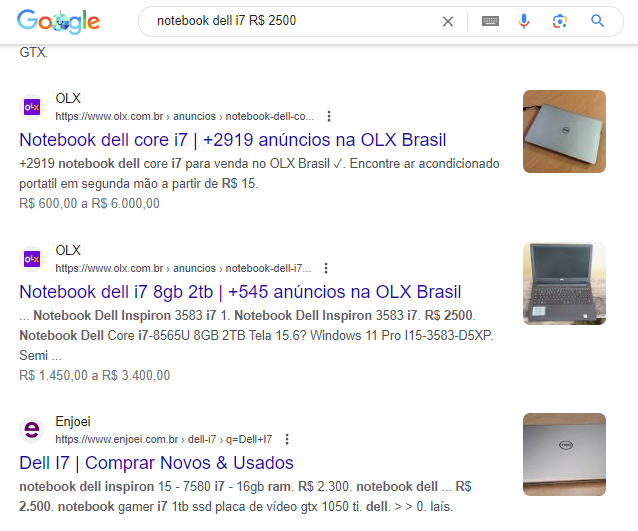 Google
notebook dell i7 R$ 2500
GTX.
OLX
https://www.olx.com.br › anuncios › notebook-dell-co...
Notebook dell core i7 | +2919 anúncios na OLX Brasil
+2919 notebook dell core i7 para venda no OLX Brasil ✓. Encontre ar acondicionado
portatil em segunda mão a partir de R$ 15.
R$ 600,00 a R$ 6.000,00
OLX
https://www.olx.com.br › anuncios › notebook-dell-i7...
Notebook dell i7 8gb 2tb | +545 anúncios na OLX Brasil
... Notebook Dell Inspiron 3583 i7 1. Notebook Dell Inspiron 3583 i7. R$ 2500.
Notebook Dell Core i7-8565U 8GB 2TB Tela 15.6? Windows 11 Pro I15-3583-D5XP.
Semi ...
R$ 1.450,00 a R$ 3.400,00
Enjoei
https://www.enjoei.com.br › dell-i7 › q=Dell+I7
Dell I7 | Comprar Novos & Usados
notebook dell inspiron 15 - 7580 i7 - 16gb ram. R$ 2.300. notebook dell ... R$
2.500. notebook gamer i7 1tb ssd placa de vídeo gtx 1050 ti. dell. > > 0. laís.